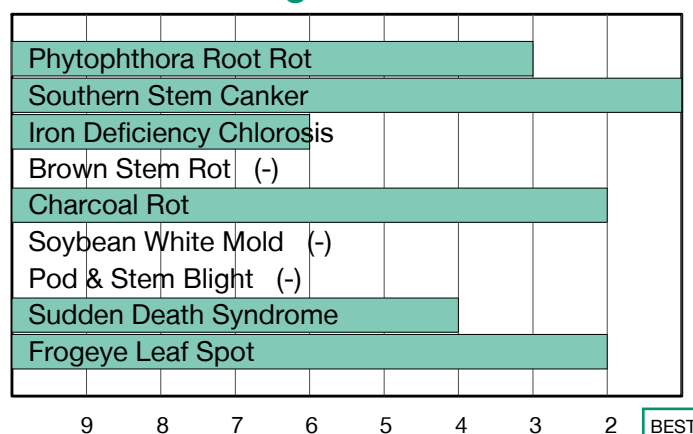 Phytophthora Root Rot
Southern Stem Canker
Iron Deficiency Chlorosis
Brown Stem Rot (-)
Charcoal Rot
Soybean White Mold (-)
Pod & Stem Blight (-)
Sudden Death Syndrome
Frogeye Leaf Spot
9 8 7 6 5 4 3 2 BEST